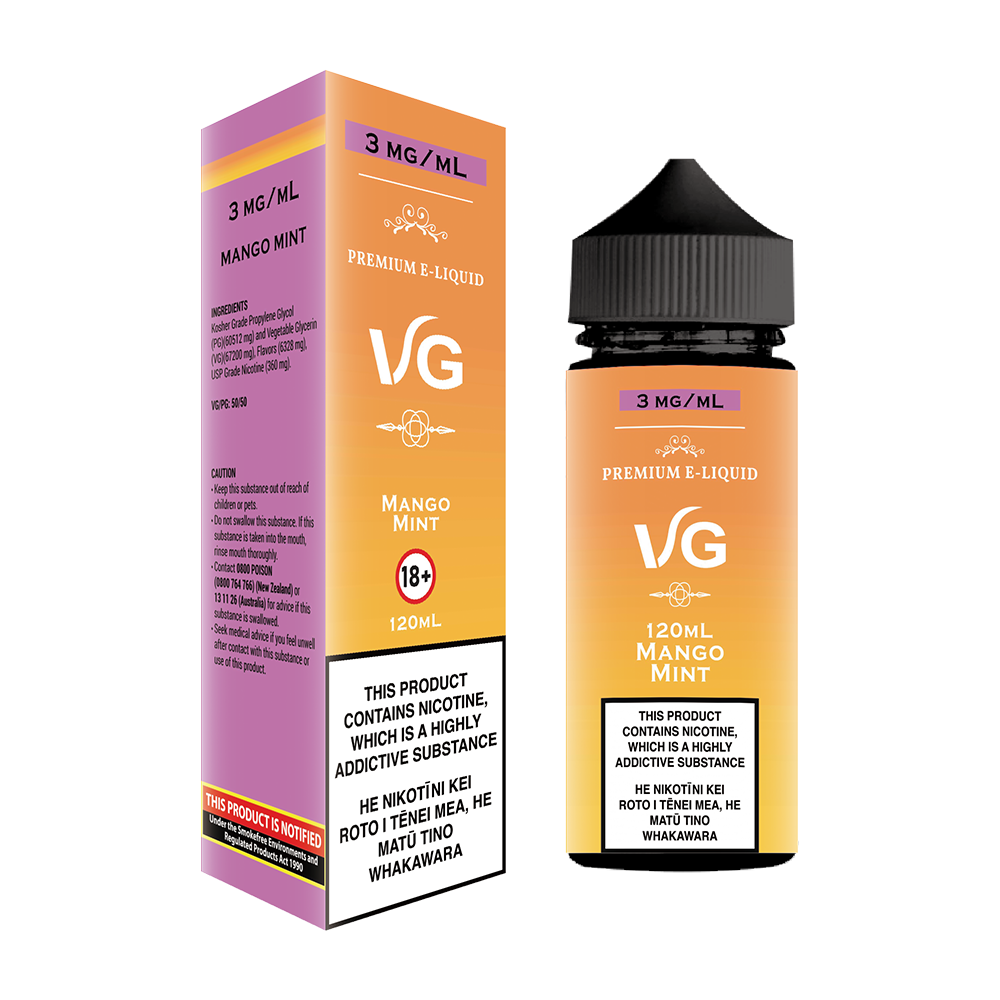 3 MG/ML
MANGO MINT
INGREDIENTS
Kosher Grade Propylene Glycol
(PG)(60512 mg) and Vegetable Glycerin
(VG)(67200 mg), Flavors (6328 mg),
USP Grade Nicotine (360 mg).
VG/PG: 50/50
CAUTION
• Keep this substance out of reach of
children or pets.
• Do not swallow this substance. If this
substance is taken into the mouth,
rinse mouth thoroughly.
• Contact 0800 POISON
(0800 764 766) (New Zealand) or
13 11 26 (Australia) for advice if this
substance is swallowed.
• Seek medical advice if you feel unwell
after contact with this substance or
use of this product.
THIS PRODUCT IS NOTIFIED
Under the Smokefree Environments and
Regulated Products Act 1990
3 MG/ML
PREMIUM E-LIQUID
VG
MANGO
MINT
18+
120ML
THIS PRODUCT
CONTAINS NICOTINE,
WHICH IS A HIGHLY
ADDICTIVE SUBSTANCE
HE NIKOTĪNI KEI
ROTO I TĒNEI MEA, HE
MATŪ TINO
WHAKAWARA
3 MG/ML
PREMIUM E-LIQUID
VG
120ML
MANGO
MINT
THIS PRODUCT
CONTAINS NICOTINE,
WHICH IS A HIGHLY
ADDICTIVE SUBSTANCE
HE NIKOTĪNI KEI
ROTO I TĒNEI MEA, HE
MATŪ TINO
WHAKAWARA